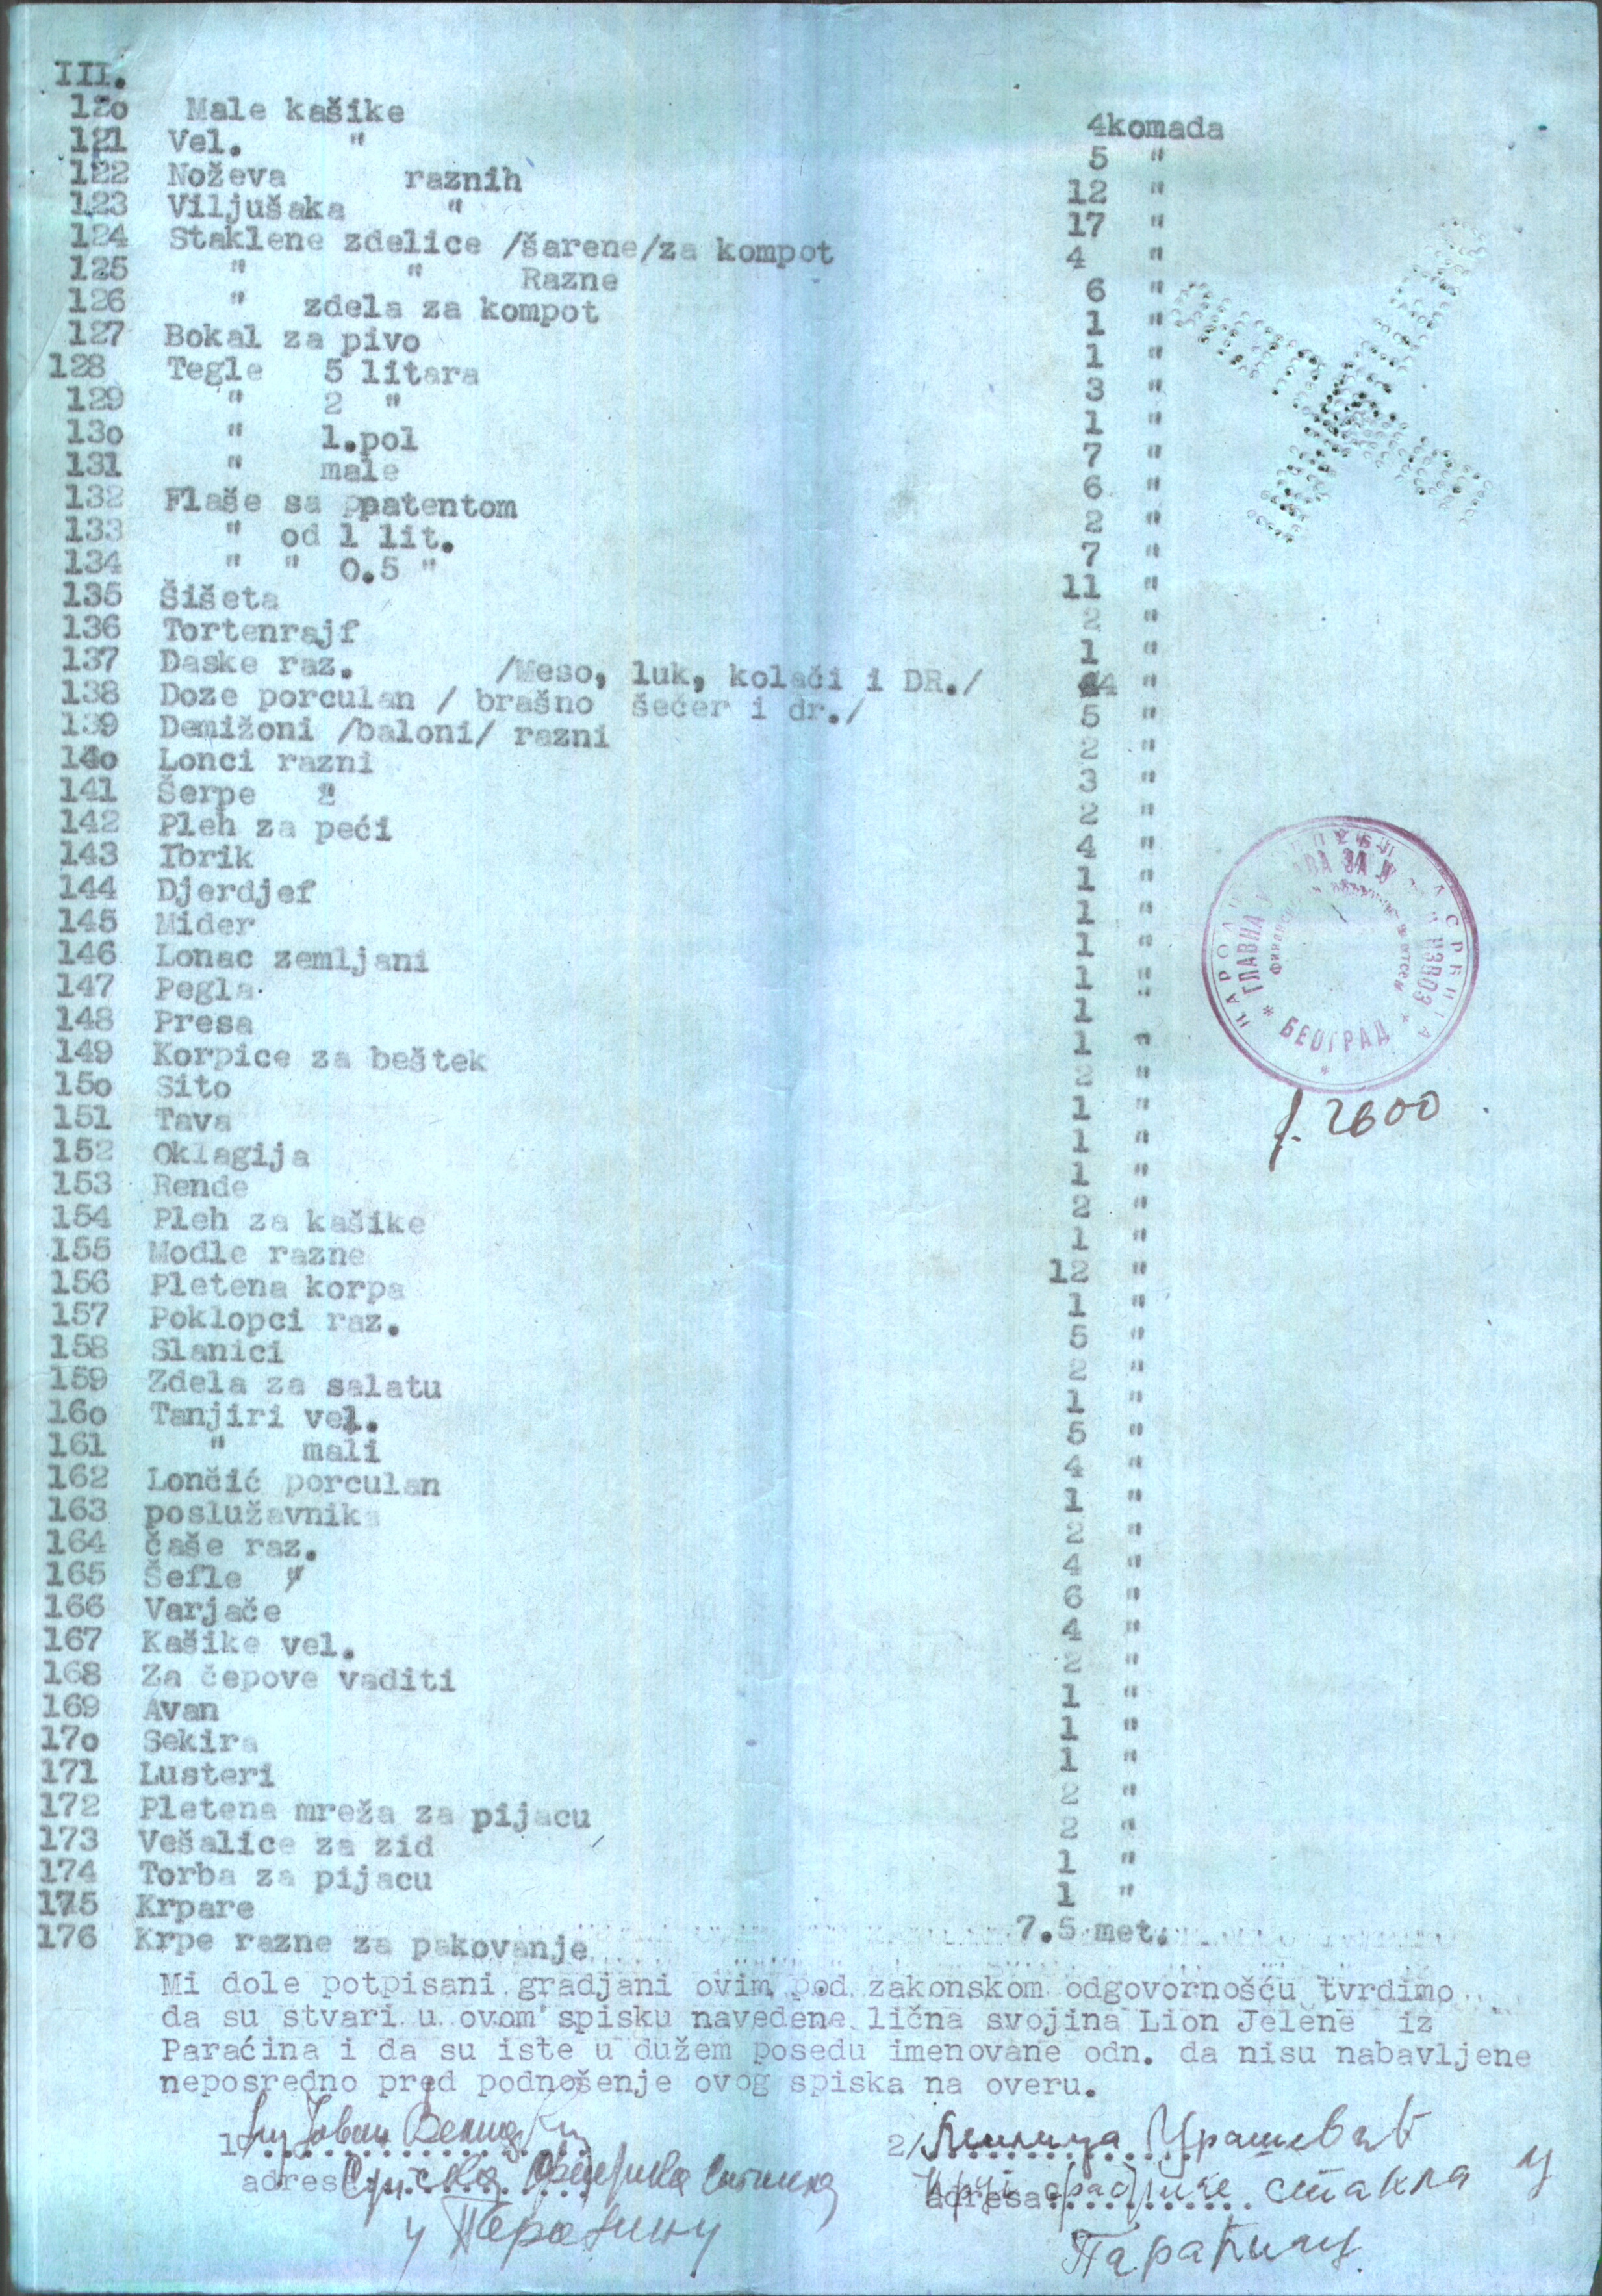 III.
12o Male kašike 4komada
121 Vel. " 5 "
122 Noževa raznih 12 "
123 Viljušaka " 17 "
124 Staklene zdelice /šarene/za kompot 4 "
125 " " Razne 6 "
126 " zdela za kompot 1 "
127 Bokal za pivo 1 "
128 Tegle 5 litara 3 "
129 " 2 " 1 "
13o " 1.pol 7 "
131 " male 6 "
132 Flaše sa ppatentom 2 "
133 " od 1 lit. 7 "
134 " " 0.5 " 11 "
135 Šišeta 2 "
136 Tortenrajf 1 "
137 Daske raz. /Meso, luk, kolači i DR./ 4 "
138 Doze porculan / brašno šećer i dr./ 5 "
139 Demižoni /baloni/ razni 2 "
14o Lonci razni 3 "
141 Šerpe " 2 "
142 Pleh za peći 4 "
143 Ibrik 1 "
144 Djerdjef 1 "
145 Mider 1 "
146 Lonac zemljani 1 "
147 Pegla 1 "
148 Presa 1 "
149 Korpice za beštek 2 "
15o Sito 1 "
151 Tava 1 "
152 Oklagija 1 "
153 Rende 2 "
154 Pleh za kašike 1 "
155 Modle razne 12 "
156 Pletena korpa 1 "
157 Poklopci raz. 5 "
158 Slanici 2 "
159 Zdela za salatu 1 "
16o Tanjiri vel. 5 "
161 " mali 4 "
162 Lončić porculan 1 "
163 poslužavnika 2 "
164 čaše raz. 4 "
165 Šefle " 6 "
166 Varjače 4 "
167 Kašike vel. 2 "
168 Za čepove vaditi 1 "
169 Avan 1 "
17o Sekira 1 "
171 Lusteri 2 "
172 Pletena mreža za pijacu 2 "
173 Vešalice za zid 1 "
174 Torba za pijacu 1 "
175 Krpare 7.5 met.
176 Krpe razne za pakovanje
ГЛАВНА
ИЗВОЗ
* БЕОГРАД *
СРБИЈА
2600
Mi dole potpisani gradjani ovim pod zakonskom odgovornošću tvrdimo
da su stvari u ovom spisku navedene lična svojina Lion Jelene iz
Paraćina i da su iste u dužem posedu imenovane odn. da nisu nabavljene
neposredno pred podnošenje ovog spiska na overu.
1/ Јован 2/
adresa adresa: стакла у
у Параћину Параћину